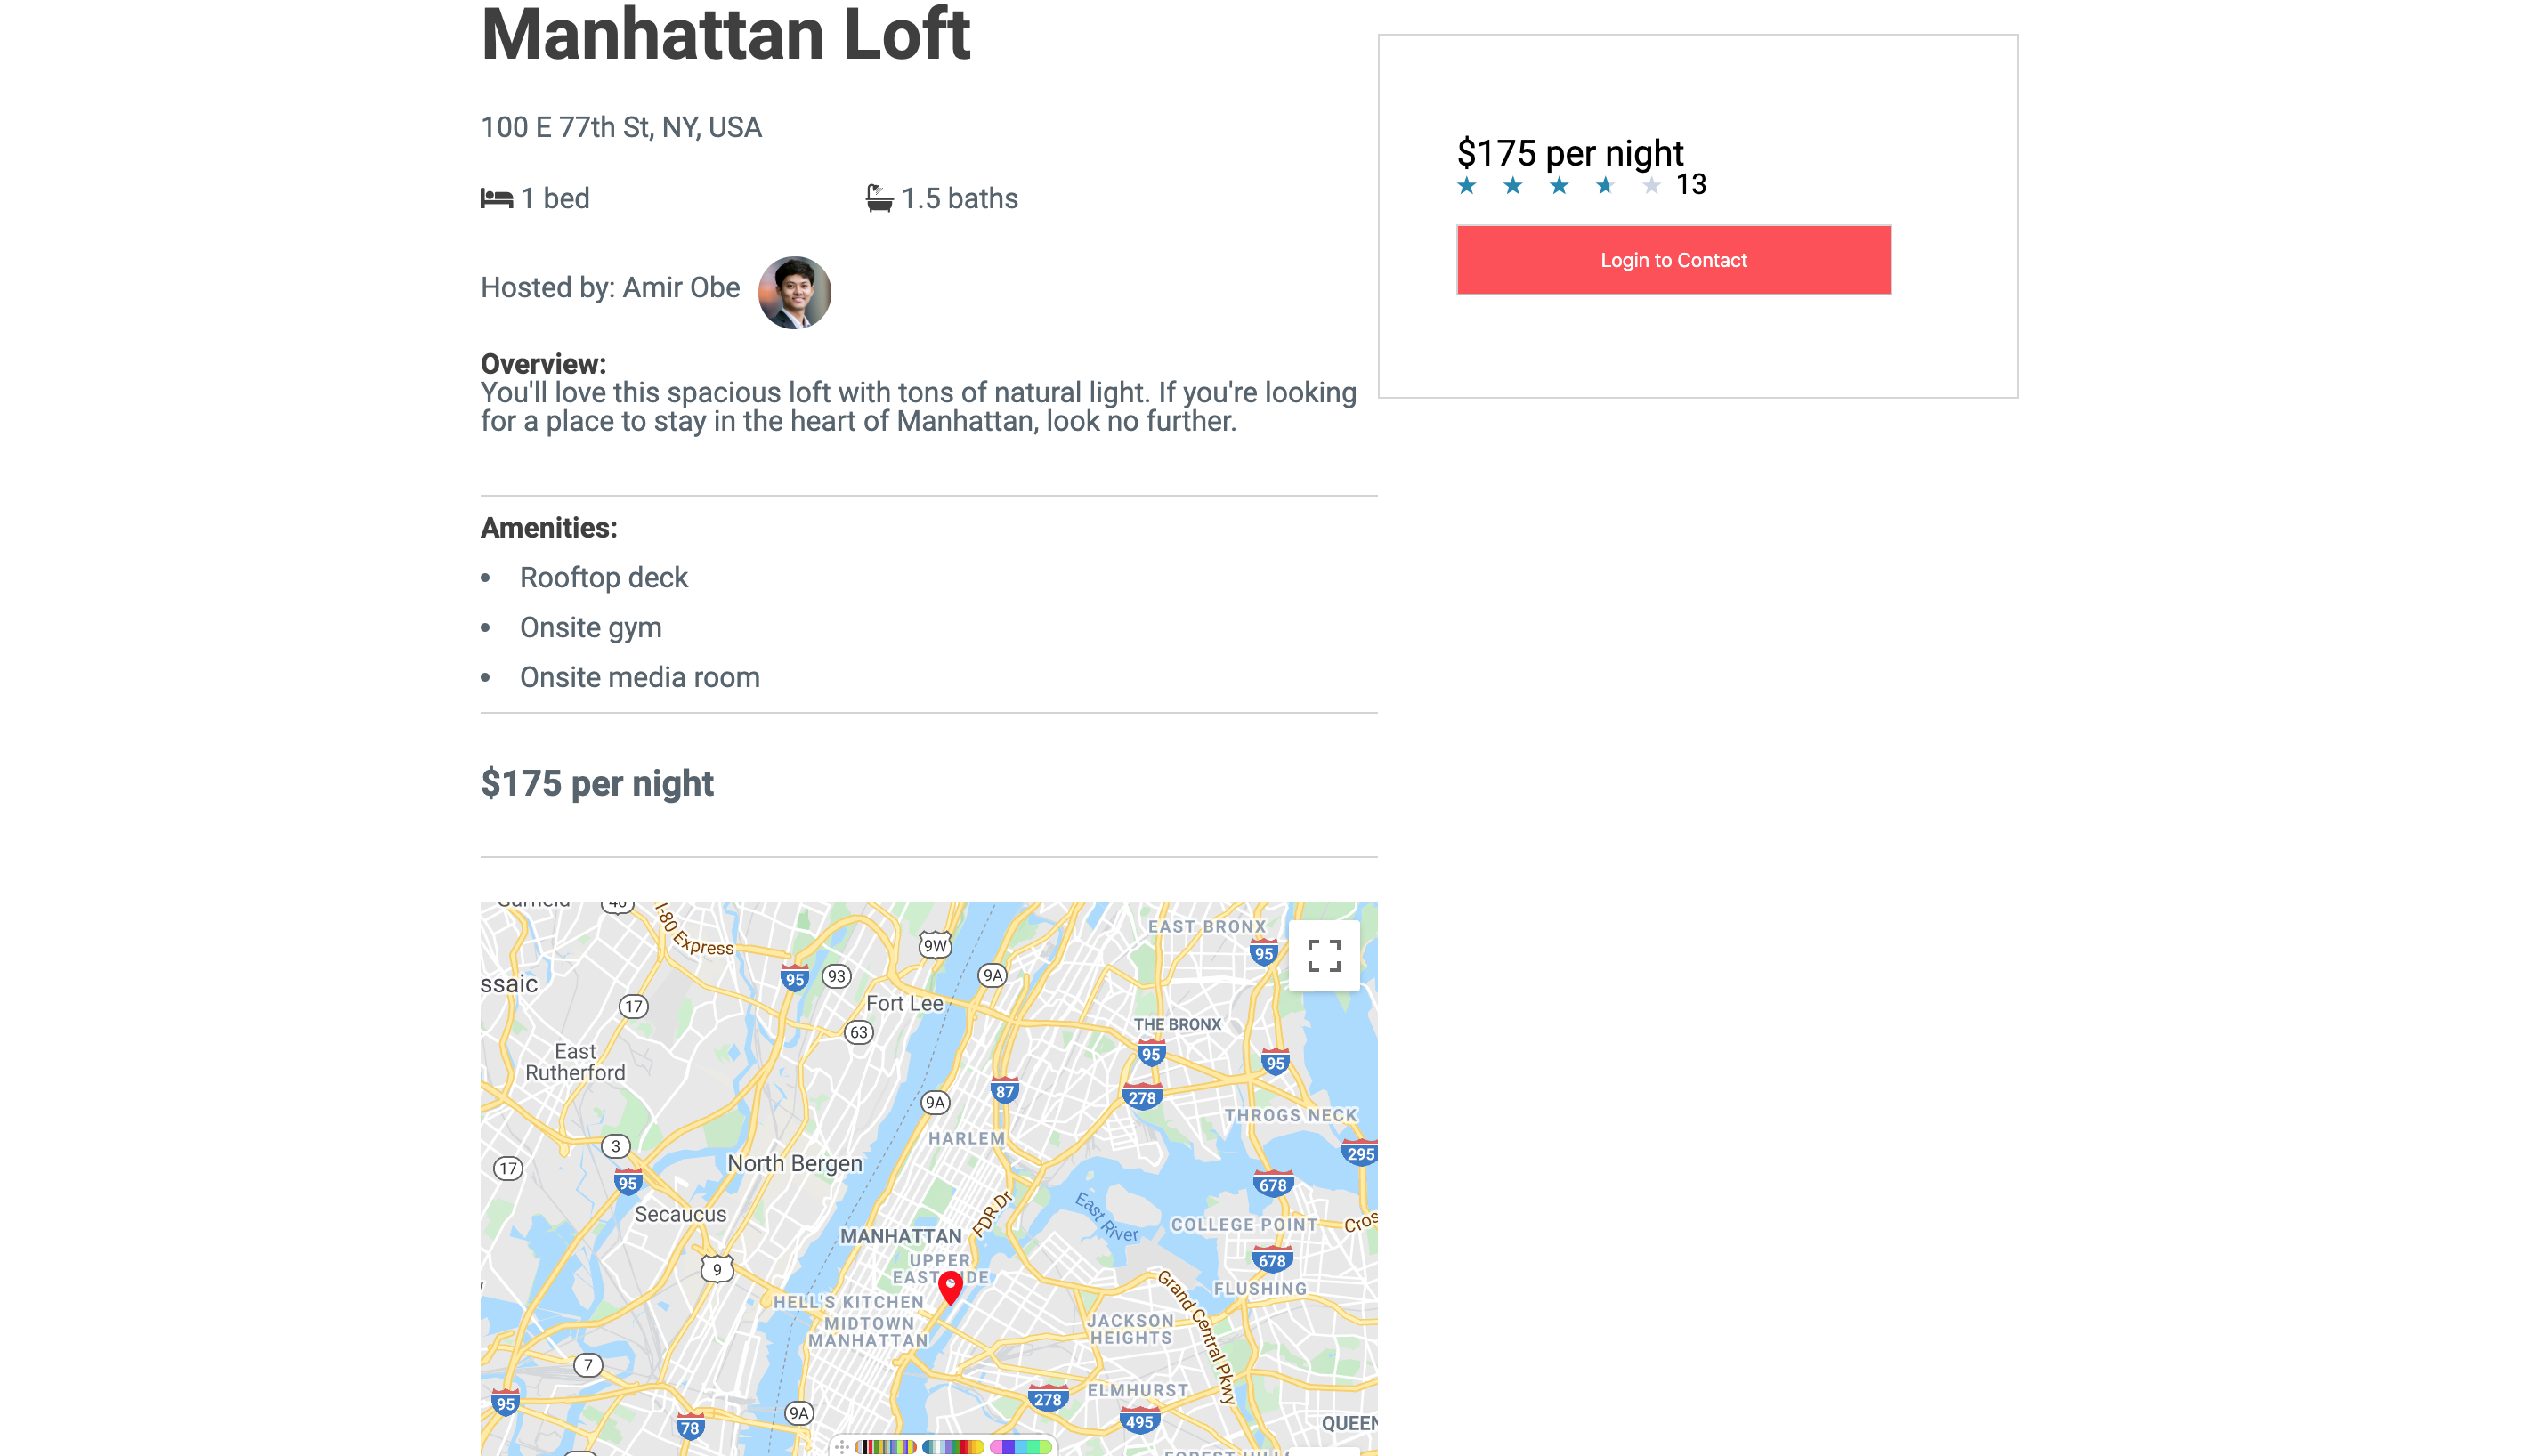 Manhattan Loft
100 E 77th St, NY, USA
1 bed
1.5 baths
Hosted by: Amir Obe
Overview:
You'll love this spacious loft with tons of natural light. If you're looking
for a place to stay in the heart of Manhattan, look no further.
$175 per night
13
Login to Contact
Amenities:
• Rooftop deck
• Onsite gym
• Onsite media room
$175 per night
I-80 Express
9W
EAST BRONX
95
95
93
9A
ssaic
17
Fort Lee
63
THE BRONX
95
95
East
Rutherford
87
278
9A
THROGS NECK
HARLEM
3
295
17
North Bergen
95
678
FDR Dr
East River
Secaucus
COLLEGE POINT
Cros
MANHATTAN
UPPER
678
9
FLUSHING
Grand Central Pkwy
HELL'S KITCHEN
MIDTOWN
MANHATTAN
JACKSON
HEIGHTS
7
ELMHURST
95
278
9A
495
78
QUEEN